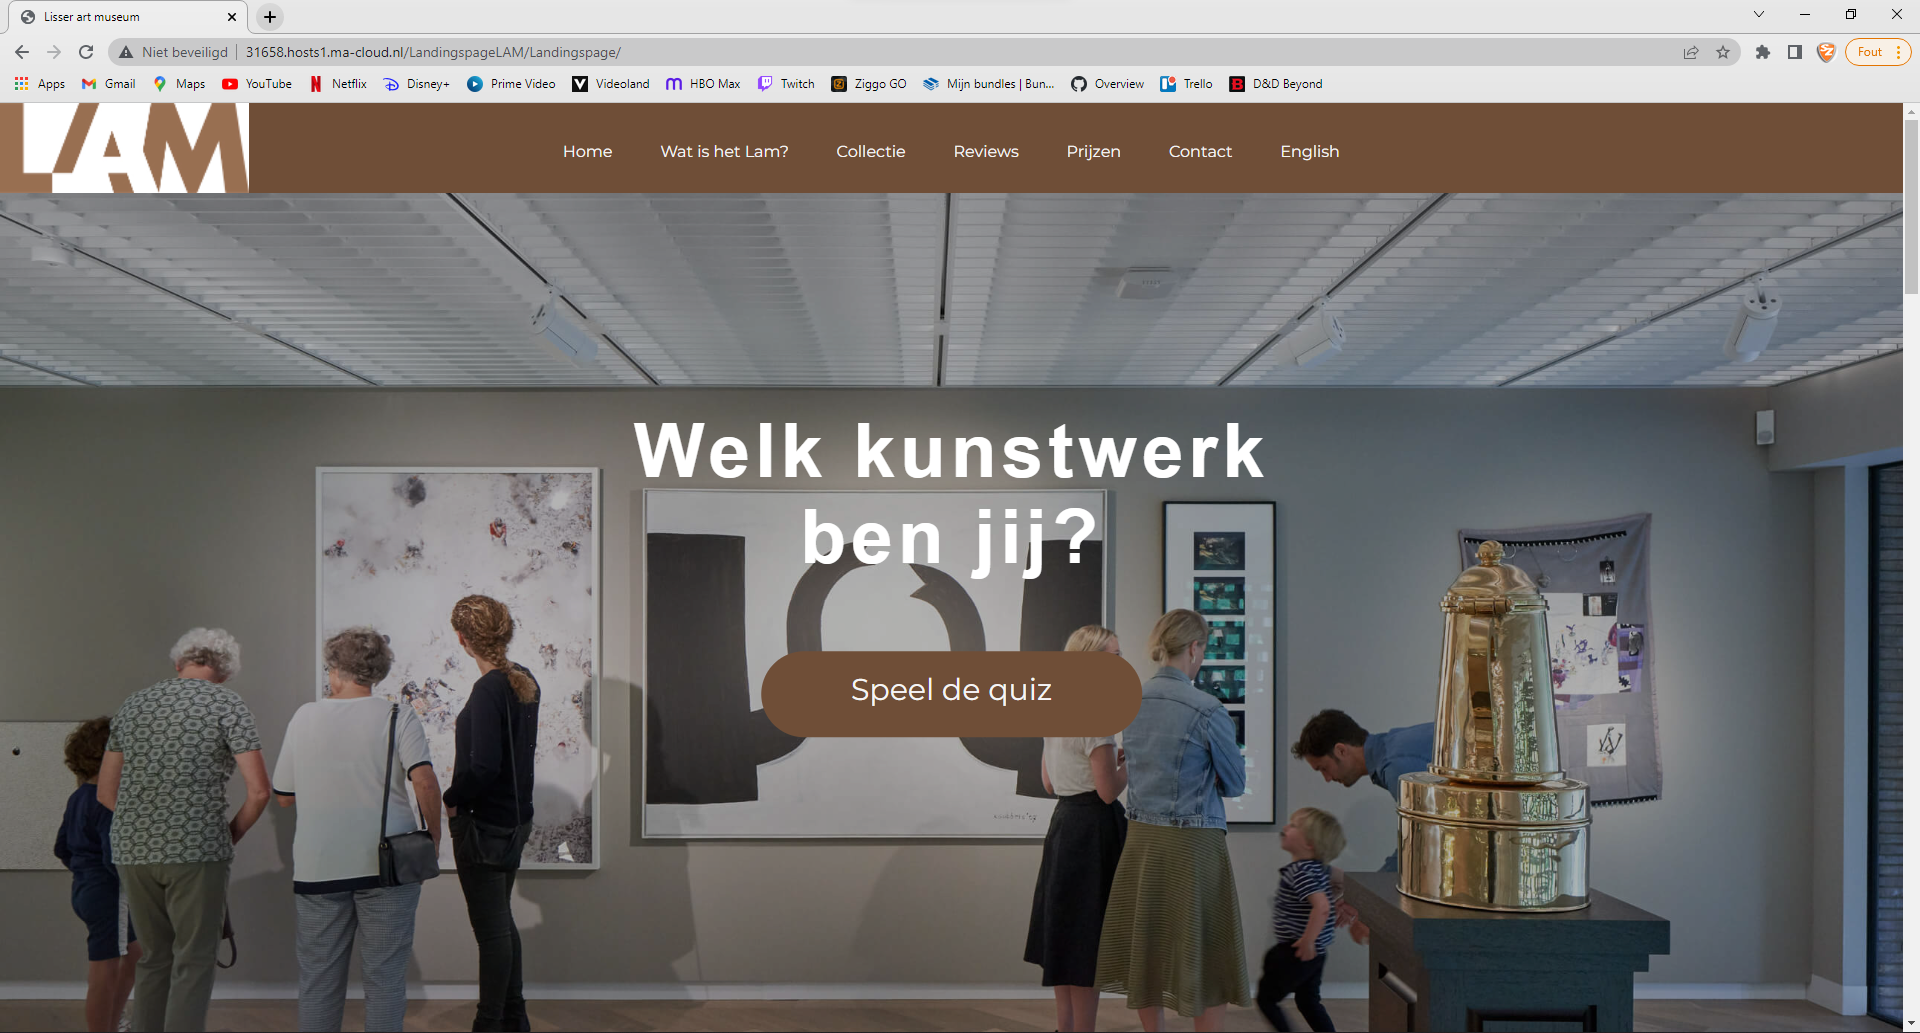 Lisser art museum
Niet beveiligd 31658.hosts1.ma-cloud.nl/LandingspageLAM/Landingspage/
Fout
Apps Gmail Maps YouTube Netflix Disney+ Prime Video Videoland HBO Max Twitch Ziggo GO Mijn bundles | Bun... Overview Trello D&D Beyond
LAM
Home Wat is het Lam? Collectie Reviews Prijzen Contact English
Welk kunstwerk
ben jij?
Speel de quiz